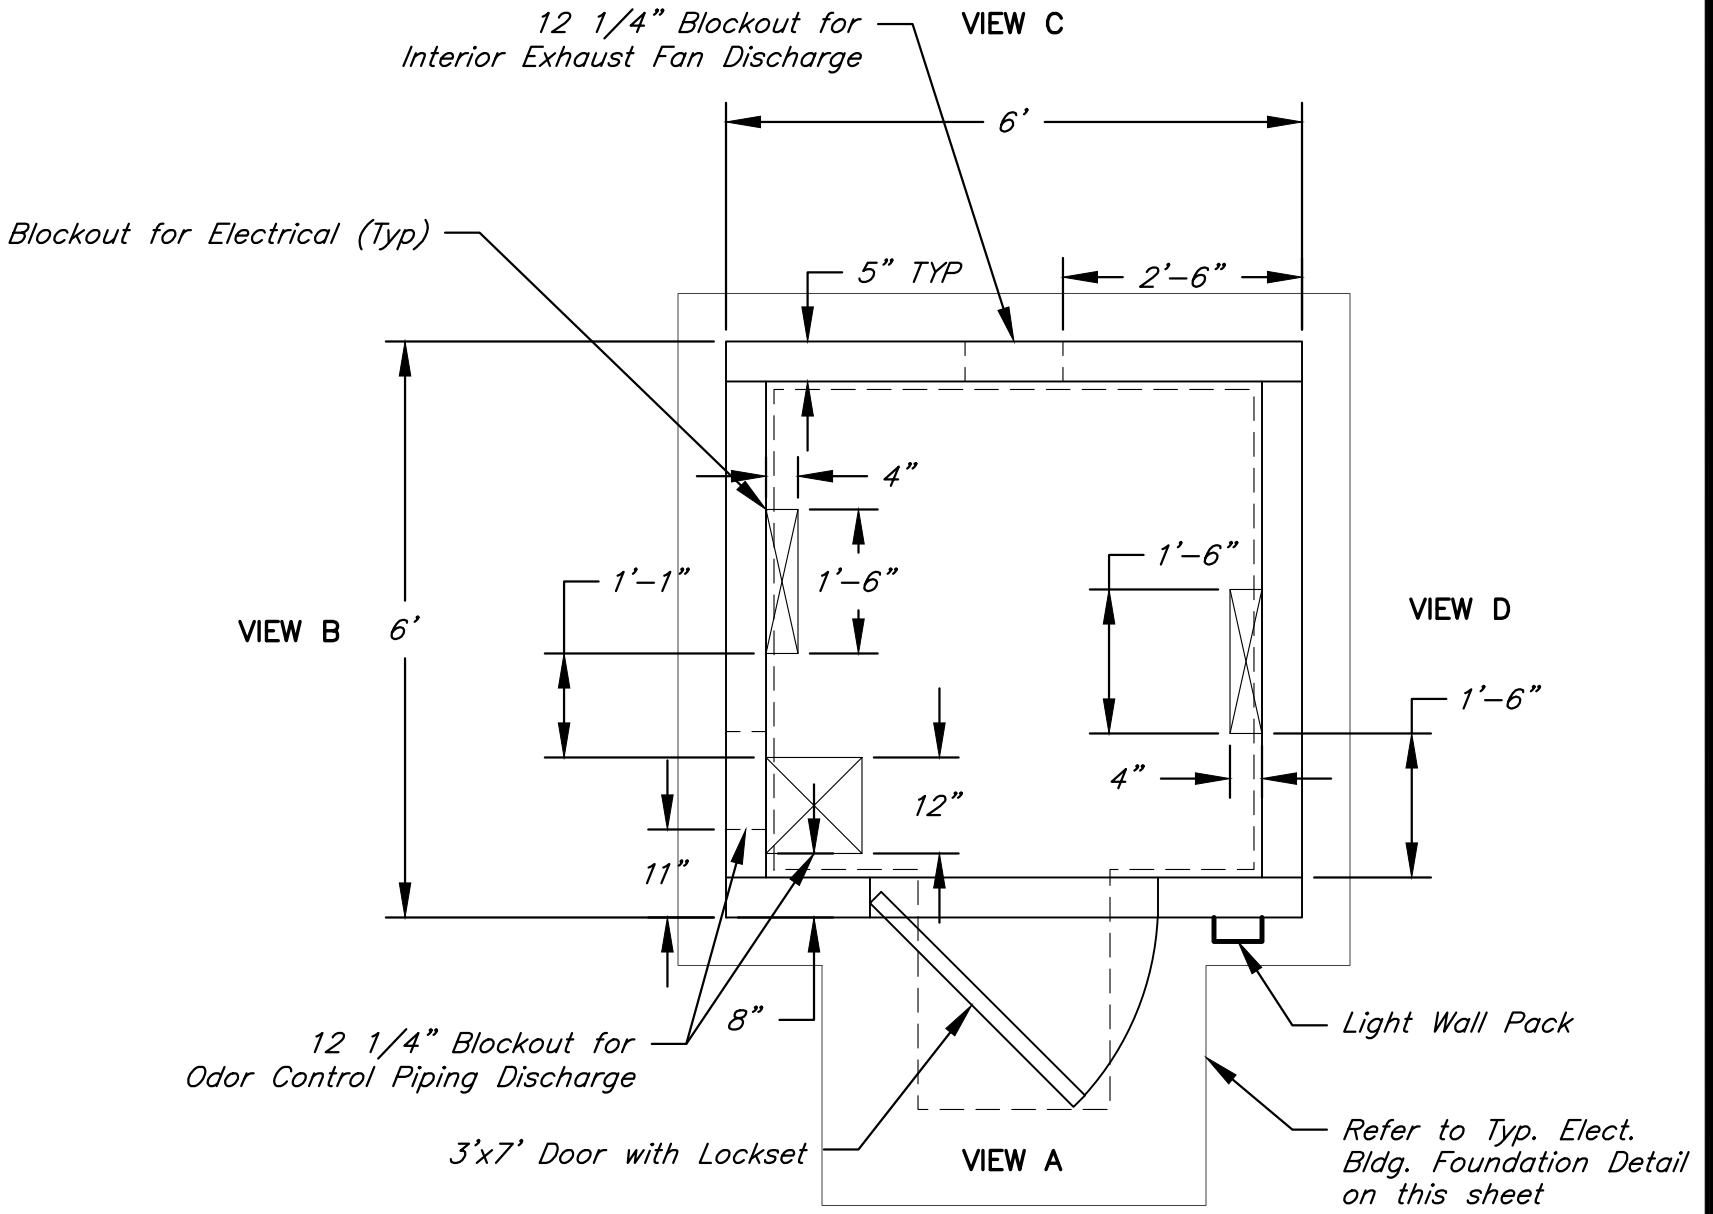 12 1/4" Blockout for
Interior Exhaust Fan Discharge
VIEW C
6'
Blockout for Electrical (Typ)
5" TYP
2'-6"
4"
1'-1"
1'-6"
1'-6"
VIEW B
6'
VIEW D
1'-6"
4"
12"
11"
8"
12 1/4" Blockout for
Odor Control Piping Discharge
Light Wall Pack
3'x7' Door with Lockset
VIEW A
Refer to Typ. Elect.
Bldg. Foundation Detail
on this sheet